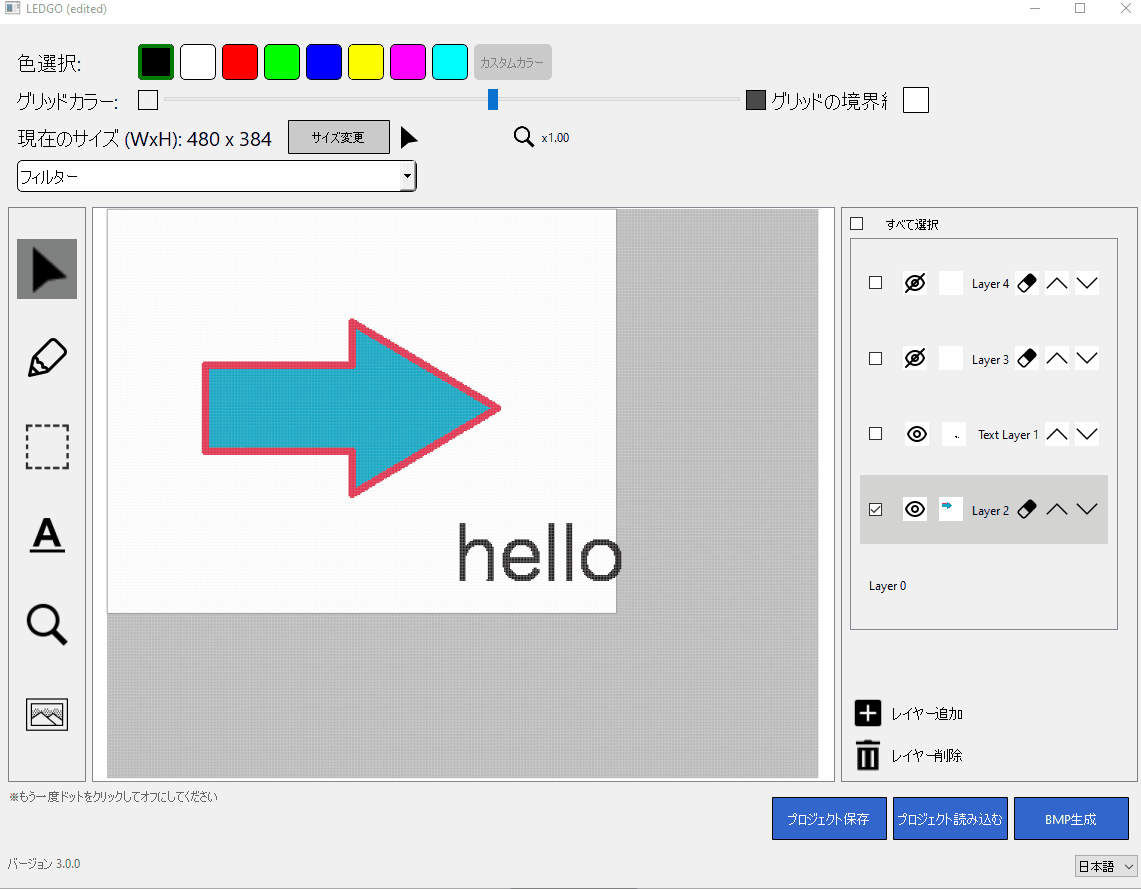 LEDGO (edited)
色選択:
カスタムカラー
グリッドカラー:
グリッドの境界
現在のサイズ (WxH): 480 x 384
サイズ変更
x1.00
フィルター
すべて選択
Layer 4
Layer 3
Text Layer 1
Layer 2
Layer 0
A
hello
レイヤー追加
レイヤー削除
※もう一度ドットをクリックしてオフにしてください
プロジェクト保存
プロジェクト読み込む
BMP生成
バージョン 3.0.0
日本語